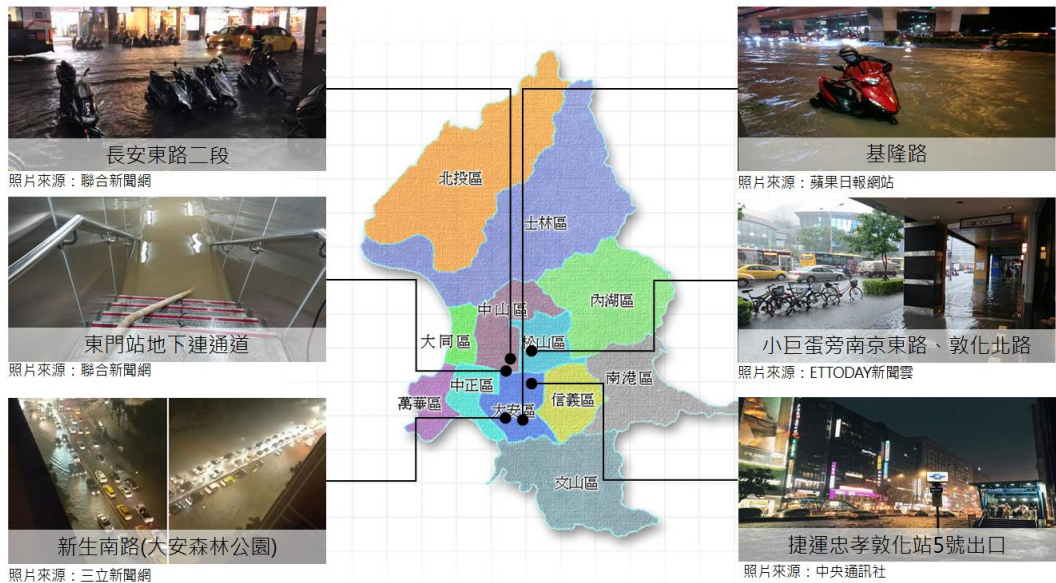 長安東路二段
照片來源：聯合新聞網
東門站地下連通道
照片來源：聯合新聞網
新生南路(大安森林公園)
照片來源：三立新聞網
北投區
士林區
內湖區
中山區
松山區
大同區
南港區
中正區
信義區
萬華區
大安區
文山區
基隆路
照片來源：蘋果日報網站
小巨蛋旁南京東路、敦化北路
照片來源：ETTODAY新聞雲
捷運忠孝敦化站5號出口
照片來源：中央通訊社